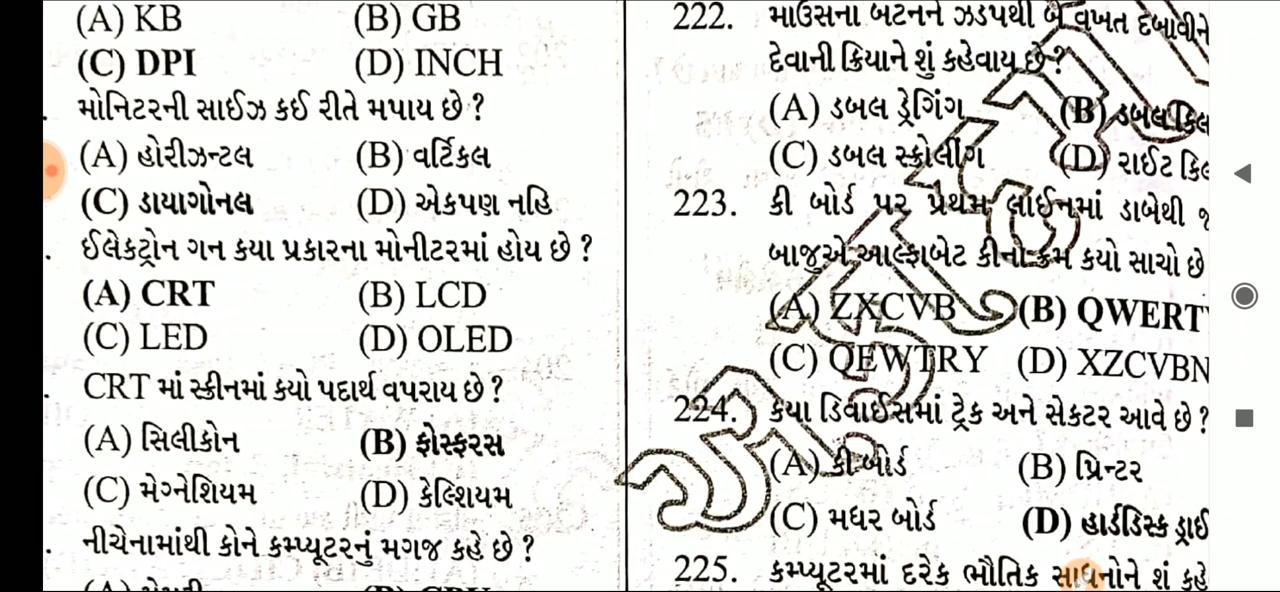 (A) KB (B) GB
(C) DPI (D) INCH
. મોનિટરની સાઈઝ કઈ રીતે મપાય છે ?
(A) હોરીઝન્ટલ (B) વર્ટિકલ
(C) ડાયાગોનલ (D) એકપણ નહિ
. ઈલેક્ટ્રોન ગન કયા પ્રકારના મોનીટરમાં હોય છે ?
(A) CRT (B) LCD
(C) LED (D) OLED
. CRT માં સ્ક્રીનમાં કયો પદાર્થ વપરાય છે ?
(A) સિલીકોન (B) ફોસ્ફરસ
(C) મેગ્નેશિયમ (D) કેલ્શિયમ
. નીચેનામાંથી કોને કમ્પ્યૂટરનું મગજ કહે છે ?
222. માઉસના બટનને ઝડપથી બે વખત દબાવીને
દેવાની ક્રિયાને શું કહેવાય છે ?
(A) ડબલ ડ્રેગિંગ (B) ડબલ
(C) ડબલ સ્ક્રોલીંગ (D) રાઈટ
223. કી બોર્ડ પર પ્રથમ લાઈનમાં ડાબેથી
બાજુએ આલ્ફાબેટ કીનો ક્રમ કયો સાચો છે
(A) ZXCVB (B) QWERT
(C) QEWTRY (D) XZCVBN
224. કયા ડિવાઈસમાં ટ્રેક અને સેકટર આવે છે ?
(A) કી બોર્ડ (B) પ્રિન્ટર
(C) મધર બોર્ડ (D) હાર્ડડિસ્ક ડ્રાઈ
225. કમ્પ્યૂટરમાં દરેક ભૌતિક સાધનોને શું કહે